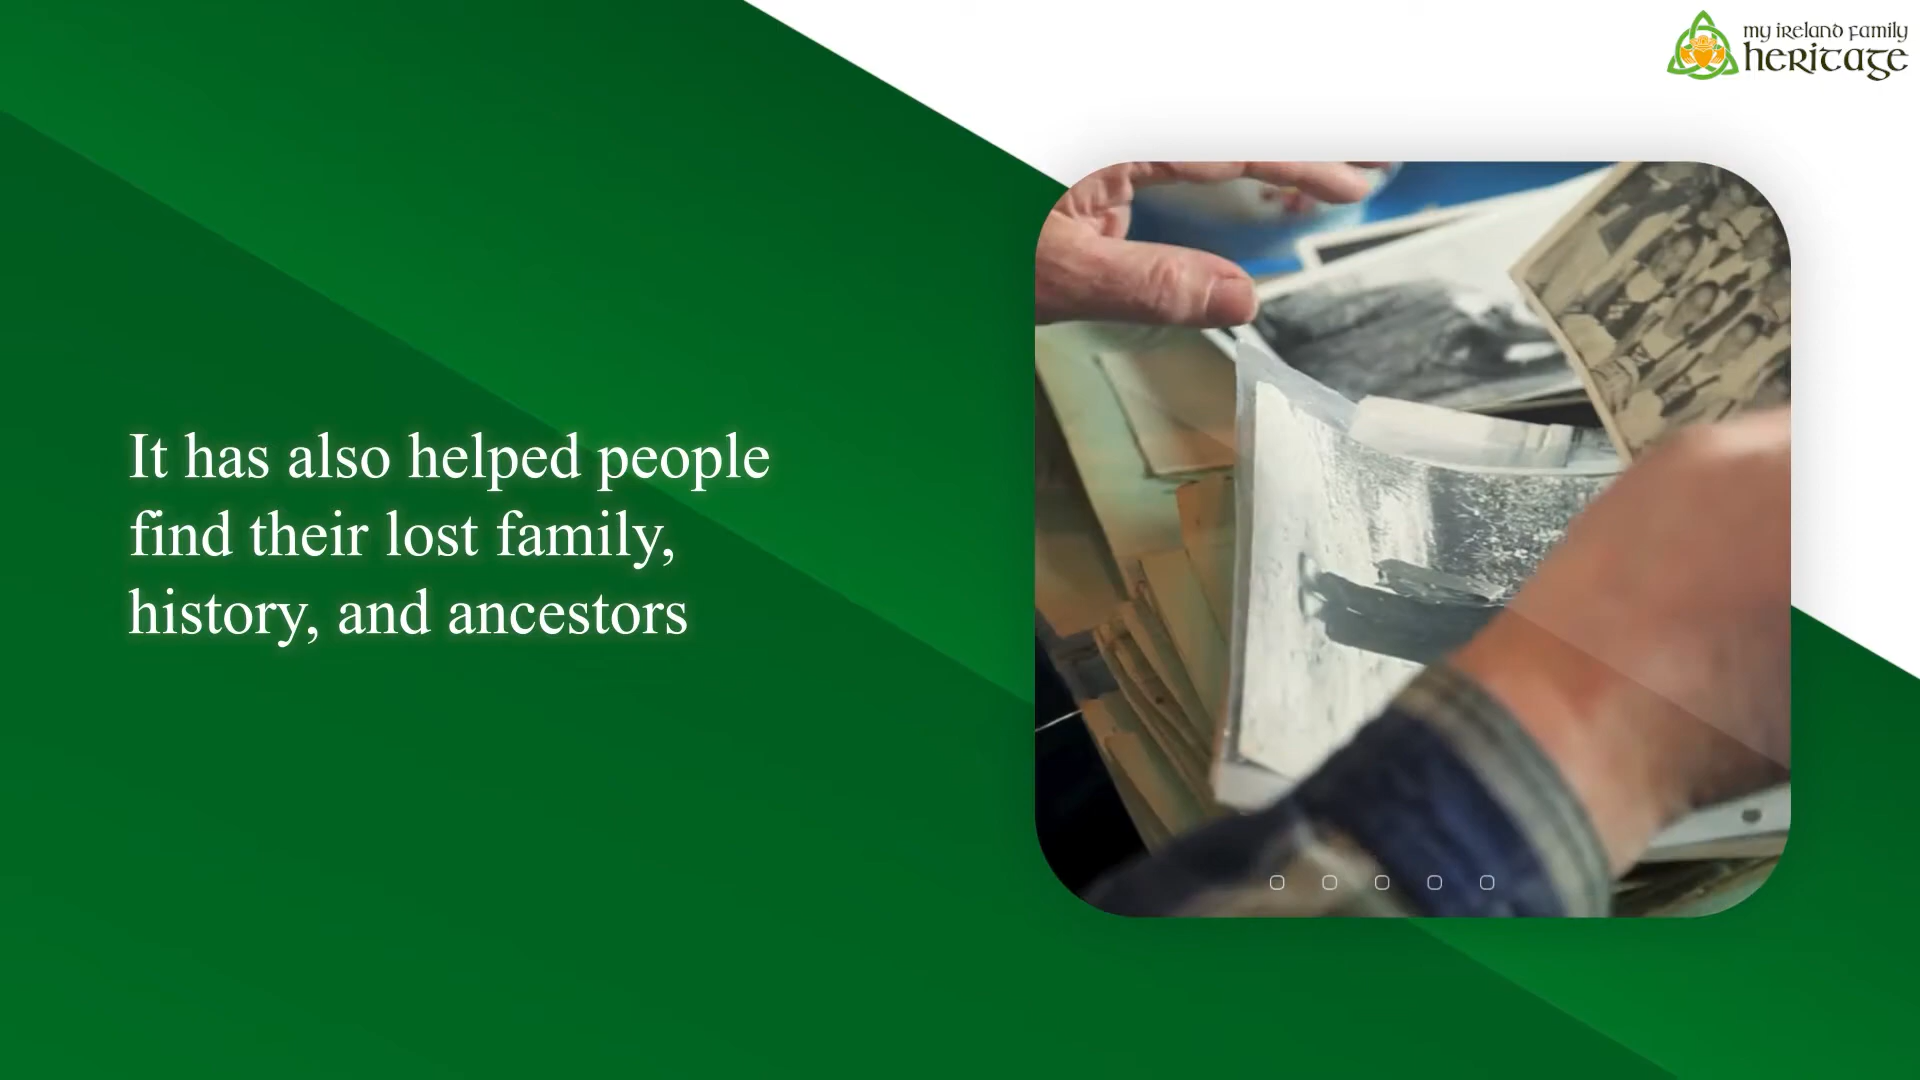 my ireland family
heritage
It has also helped people
find their lost family,
history, and ancestors